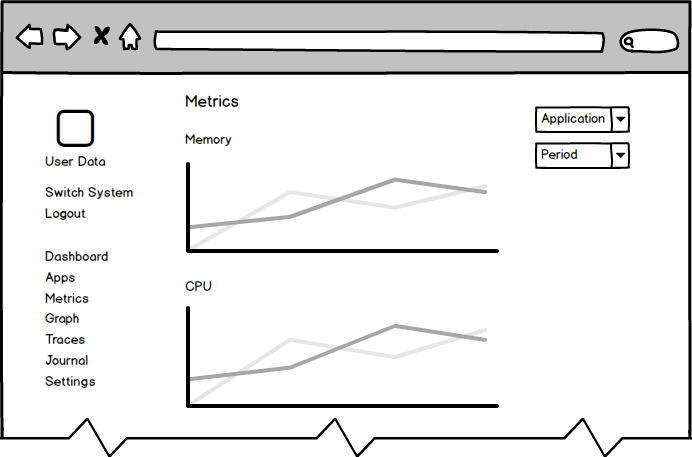 Metrics
Application
Memory
Period
User Data
Switch System
Logout
Dashboard
Apps
Metrics
Graph
Traces
Journal
Settings
CPU